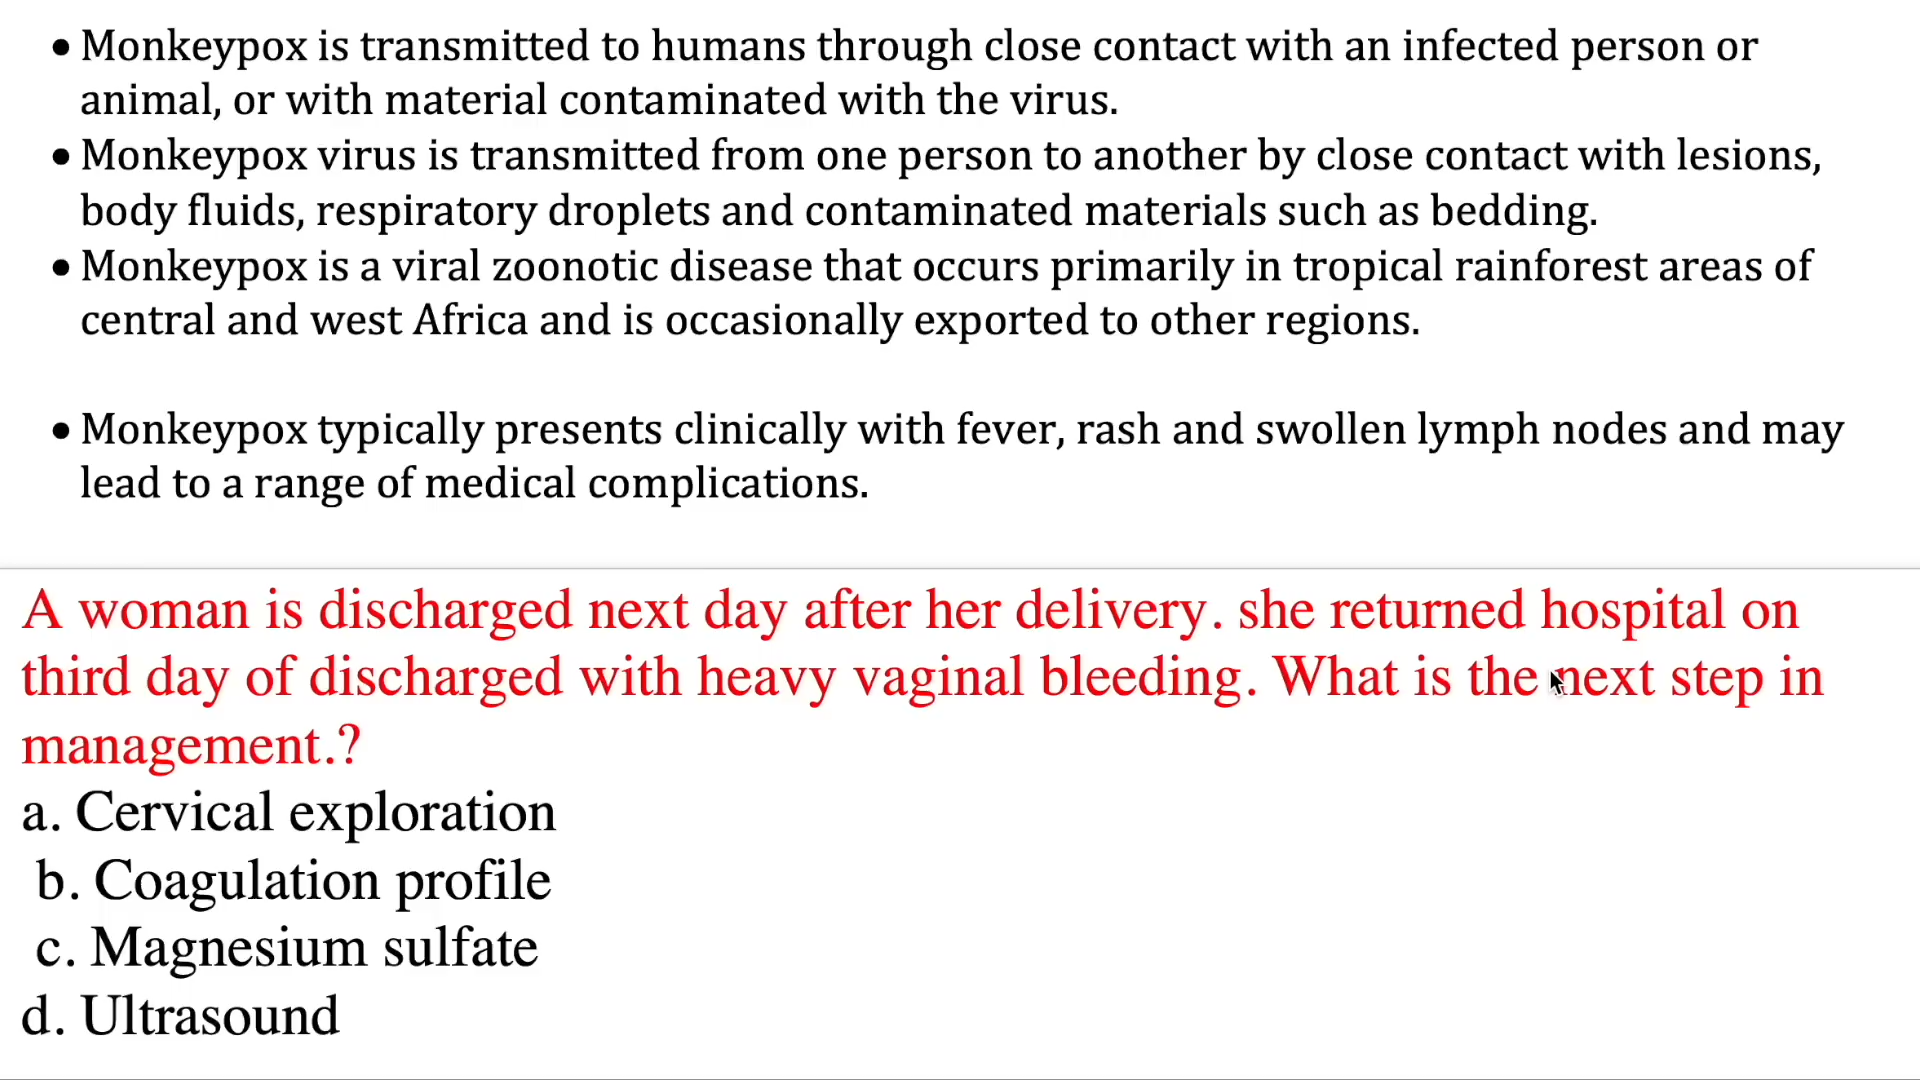 • Monkeypox is transmitted to humans through close contact with an infected person or
animal, or with material contaminated with the virus.
• Monkeypox virus is transmitted from one person to another by close contact with lesions,
body fluids, respiratory droplets and contaminated materials such as bedding.
• Monkeypox is a viral zoonotic disease that occurs primarily in tropical rainforest areas of
central and west Africa and is occasionally exported to other regions.
• Monkeypox typically presents clinically with fever, rash and swollen lymph nodes and may
lead to a range of medical complications.
A woman is discharged next day after her delivery. she returned hospital on
third day of discharged with heavy vaginal bleeding. What is the next step in
management.?
a. Cervical exploration
b. Coagulation profile
c. Magnesium sulfate
d. Ultrasound